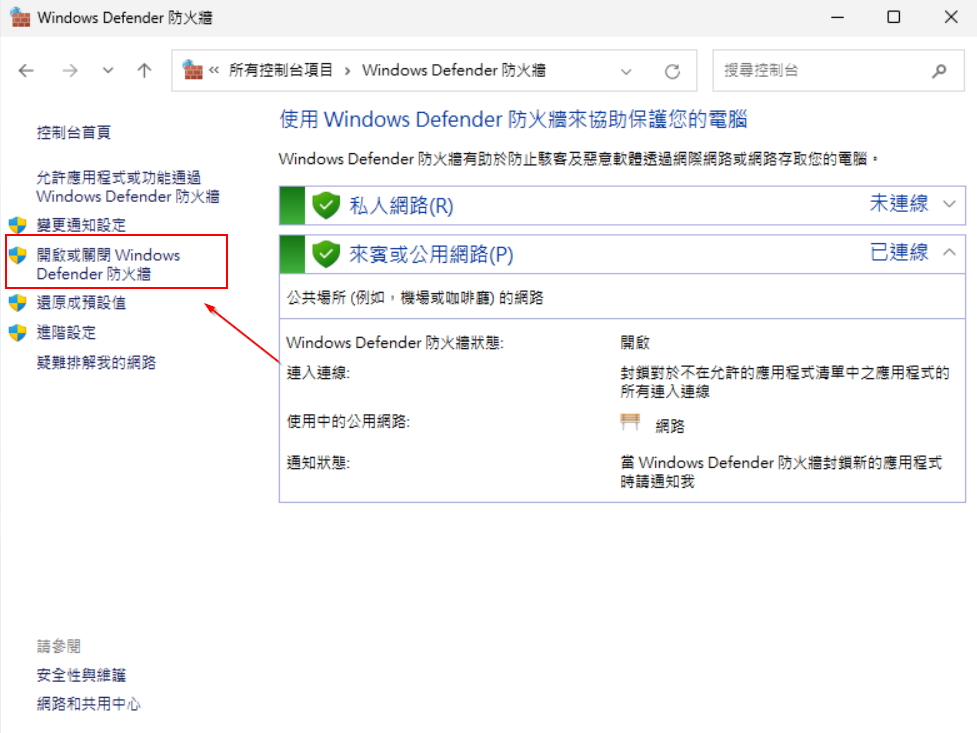 Windows Defender 防火牆
« 所有控制台項目 › Windows Defender 防火牆
搜尋控制台
控制台首頁
允許應用程式或功能通過
Windows Defender 防火牆
變更通知設定
開啟或關閉 Windows
Defender 防火牆
還原成預設值
進階設定
疑難排解我的網路
使用 Windows Defender 防火牆來協助保護您的電腦
Windows Defender 防火牆有助於防止駭客及惡意軟體透過網際網路或網路存取您的電腦。
私人網路(R)
未連線
來賓或公用網路(P)
已連線
公共場所 (例如，機場或咖啡廳) 的網路
Windows Defender 防火牆狀態:
開啟
連入連線:
封鎖對於不在允許的應用程式清單中之應用程式的
所有連入連線
使用中的公用網路:
網路
通知狀態:
當 Windows Defender 防火牆封鎖新的應用程式
時請通知我
請參閱
安全性與維護
網路和共用中心